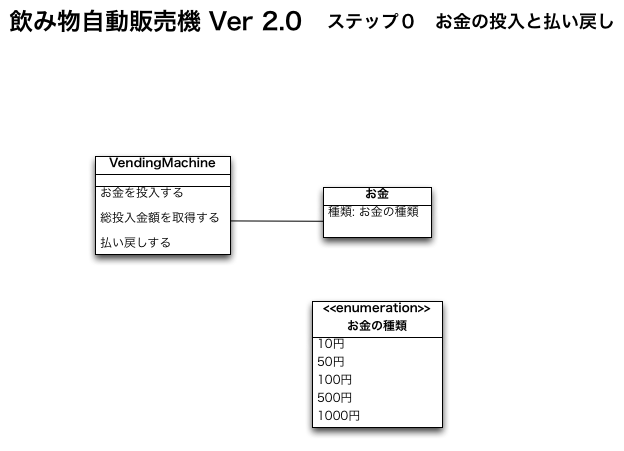 飲み物自動販売機 Ver 2.0 ステップ０ お金の投入と払い戻し
VendingMachine
お金を投入する
総投入金額を取得する
払い戻しする
お金
種類: お金の種類
<<enumeration>>
お金の種類
10円
50円
100円
500円
1000円